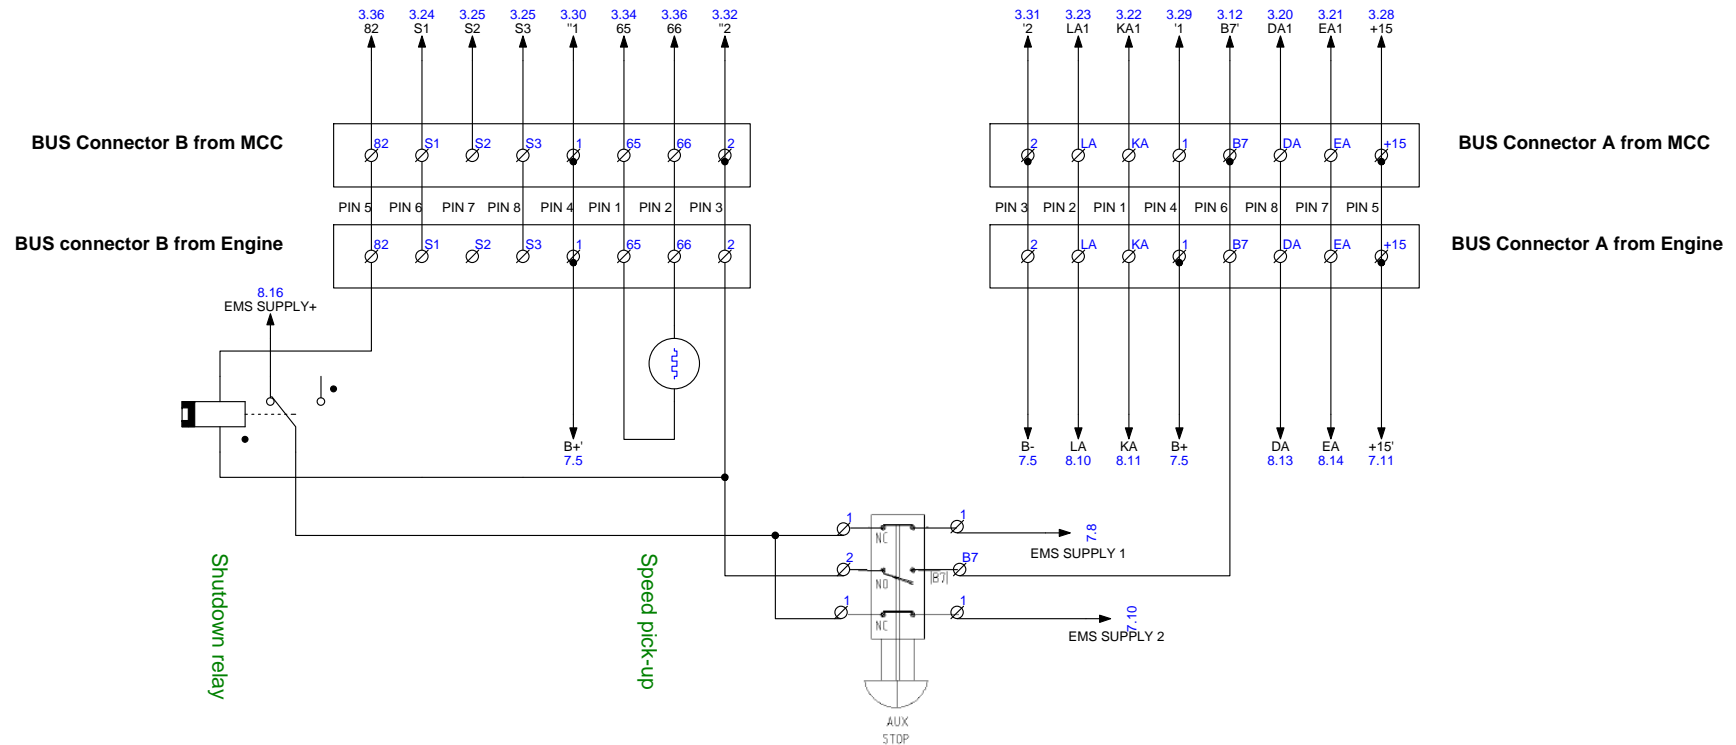 3.36 3.24 3.25 3.25 3.30 3.34 3.36 3.32 3.31 3.23 3.22 3.29 3.12 3.20 3.21 3.28
82 S1 S2 S3 "1 65 66 "2 '2 LA1 KA1 '1 B7' DA1 EA1 +15
BUS Connector B from MCC 82 S1 S2 S3 1 65 66 2 2 LA KA 1 B7 DA EA +15 BUS Connector A from MCC
PIN 5 PIN 6 PIN 7 PIN 8 PIN 4 PIN 1 PIN 2 PIN 3 PIN 3 PIN 2 PIN 1 PIN 4 PIN 6 PIN 8 PIN 7 PIN 5
BUS connector B from Engine 82 S1 S2 S3 1 65 66 2 2 LA KA 1 B7 DA EA +15 BUS Connector A from Engine
8.16
EMS SUPPLY+
B+' B- LA KA B+ DA EA +15'
7.5 7.5 8.10 8.11 7.5 8.13 8.14 7.11
1 1
NC
7.8
EMS SUPPLY 1
2 B7
NO |B7|
1 1
NC
7.10
EMS SUPPLY 2
Shutdown relay
Speed pick-up
AUX
STOP